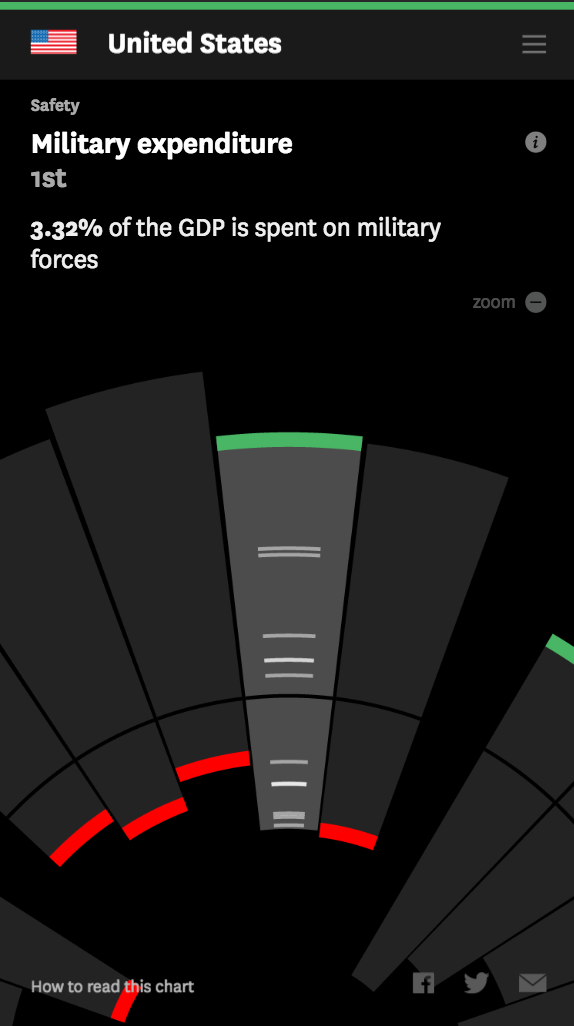 United States
Safety
Military expenditure
1st
3.32% of the GDP is spent on military
forces
zoom
How to read this chart